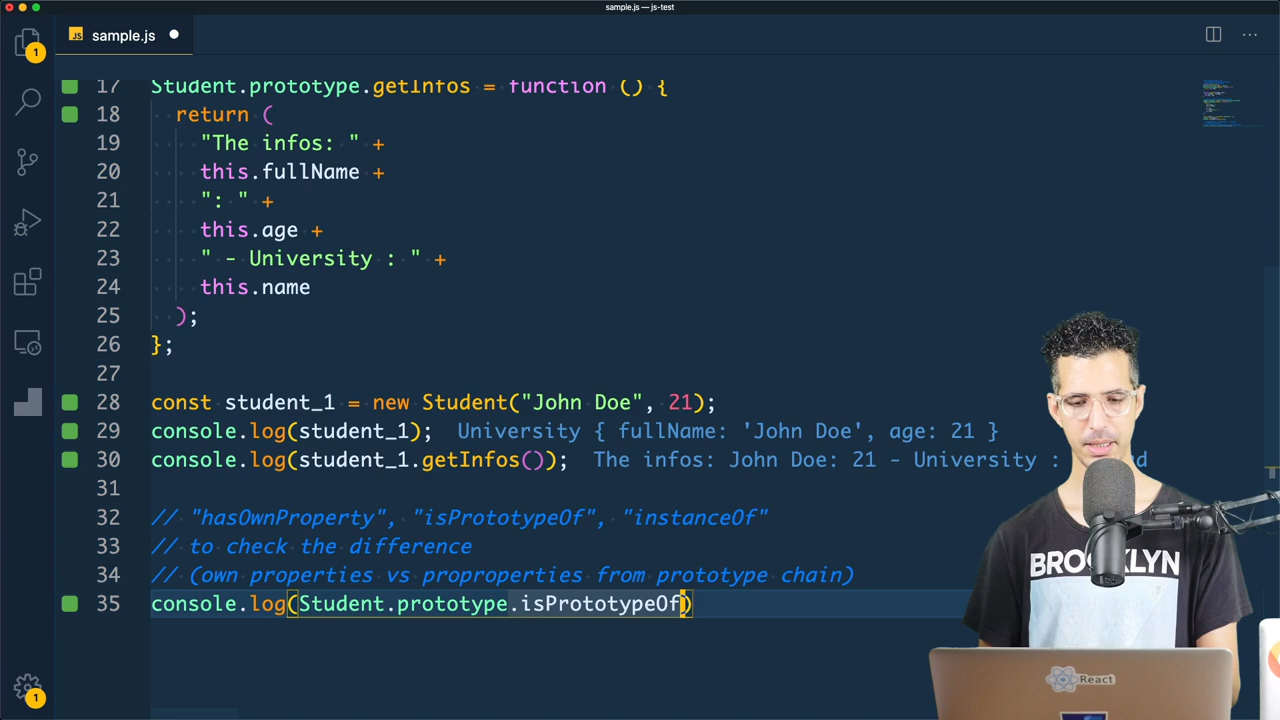 sample.js — js-test
1
JS sample.js
17 Student.prototype.getInfos = function () {
18 return (
19 "The infos: " +
20 this.fullName +
21 ": " +
22 this.age +
23 " - University : " +
24 this.name
25 );
26 };
27
28 const student_1 = new Student("John Doe", 21);
29 console.log(student_1); University { fullName: 'John Doe', age: 21 }
30 console.log(student_1.getInfos()); The infos: John Doe: 21 - University :
31
32 // "hasOwnProperty", "isPrototypeOf", "instanceOf"
33 // to check the difference
34 // (own properties vs proproperties from prototype chain)
35 console.log(Student.prototype.isPrototypeOf)
BROOKLYN
React
1